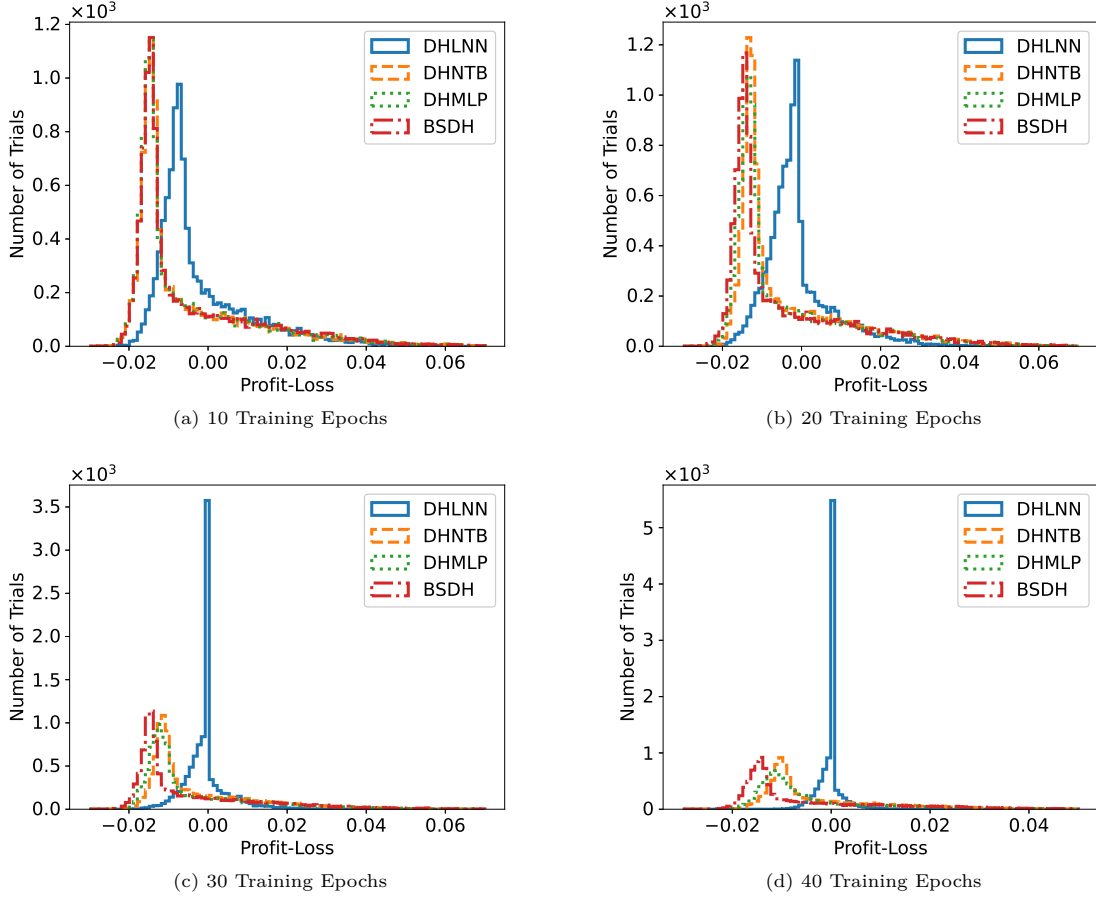 ×10³
1.2
1.0
0.8
0.6
0.4
0.2
0.0
Number of Trials
DHLNN
DHNTB
DHMLP
BSDH
−0.02 0.00 0.02 0.04 0.06
Profit-Loss
(a) 10 Training Epochs
×10³
1.2
1.0
0.8
0.6
0.4
0.2
0.0
Number of Trials
DHLNN
DHNTB
DHMLP
BSDH
−0.02 0.00 0.02 0.04 0.06
Profit-Loss
(b) 20 Training Epochs
×10³
3.5
3.0
2.5
2.0
1.5
1.0
0.5
0.0
Number of Trials
DHLNN
DHNTB
DHMLP
BSDH
−0.02 0.00 0.02 0.04 0.06
Profit-Loss
(c) 30 Training Epochs
×10³
5
4
3
2
1
0
Number of Trials
DHLNN
DHNTB
DHMLP
BSDH
−0.02 0.00 0.02 0.04
Profit-Loss
(d) 40 Training Epochs